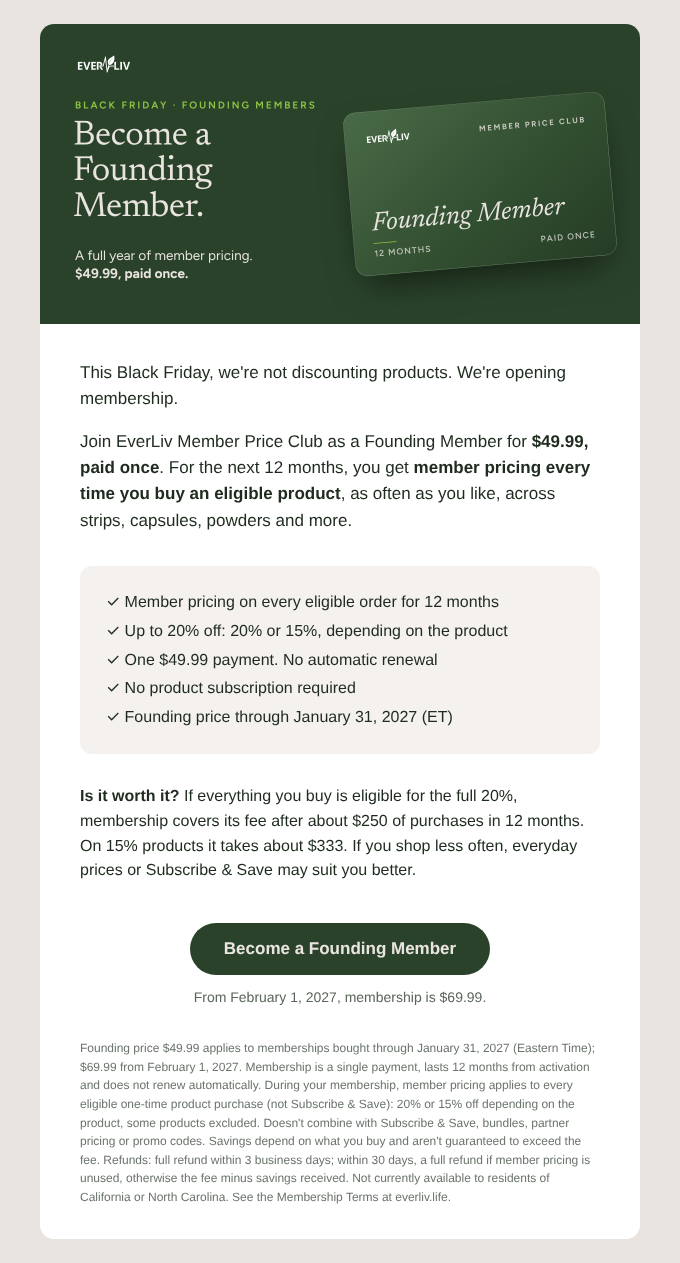 EVERLIV
BLACK FRIDAY · FOUNDING MEMBERS
Become a
Founding
Member.
A full year of member pricing.
$49.99, paid once.
EVERLIV
MEMBER PRICE CLUB
Founding Member
12 MONTHS
PAID ONCE
This Black Friday, we're not discounting products. We're opening
membership.
Join EverLiv Member Price Club as a Founding Member for $49.99,
paid once. For the next 12 months, you get member pricing every
time you buy an eligible product, as often as you like, across
strips, capsules, powders and more.
✓ Member pricing on every eligible order for 12 months
✓ Up to 20% off: 20% or 15%, depending on the product
✓ One $49.99 payment. No automatic renewal
✓ No product subscription required
✓ Founding price through January 31, 2027 (ET)
Is it worth it? If everything you buy is eligible for the full 20%,
membership covers its fee after about $250 of purchases in 12 months.
On 15% products it takes about $333. If you shop less often, everyday
prices or Subscribe & Save may suit you better.
Become a Founding Member
From February 1, 2027, membership is $69.99.
Founding price $49.99 applies to memberships bought through January 31, 2027 (Eastern Time);
$69.99 from February 1, 2027. Membership is a single payment, lasts 12 months from activation
and does not renew automatically. During your membership, member pricing applies to every
eligible one-time product purchase (not Subscribe & Save): 20% or 15% off depending on the
product, some products excluded. Doesn't combine with Subscribe & Save, bundles, partner
pricing or promo codes. Savings depend on what you buy and aren't guaranteed to exceed the
fee. Refunds: full refund within 3 business days; within 30 days, a full refund if member pricing is
unused, otherwise the fee minus savings received. Not currently available to residents of
California or North Carolina. See the Membership Terms at everliv.life.